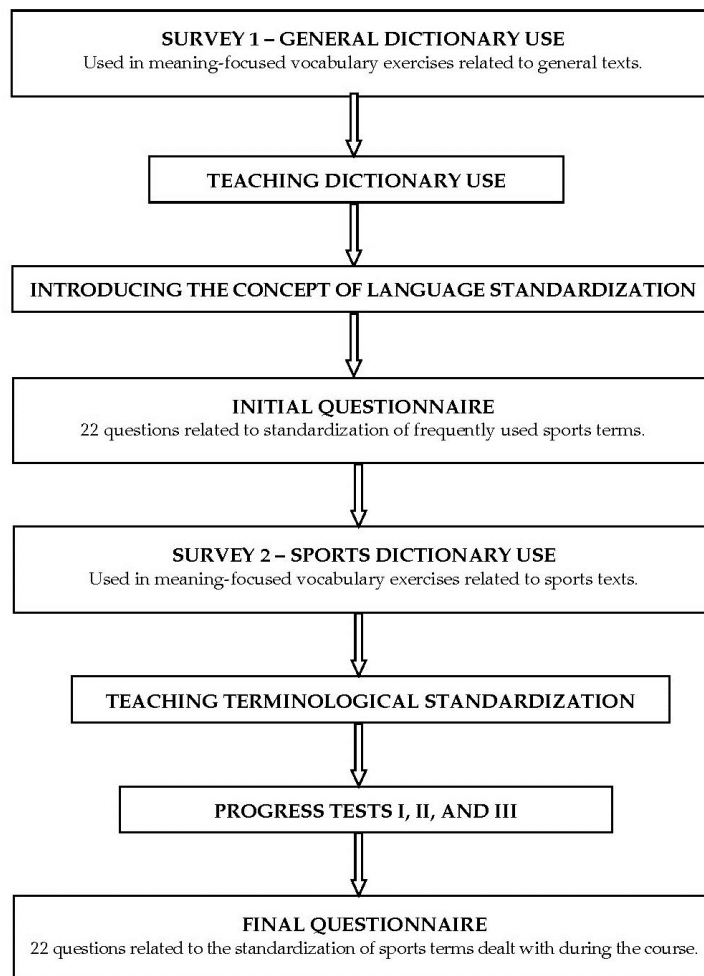 SURVEY 1 – GENERAL DICTIONARY USE
Used in meaning-focused vocabulary exercises related to general texts.
TEACHING DICTIONARY USE
INTRODUCING THE CONCEPT OF LANGUAGE STANDARDIZATION
INITIAL QUESTIONNAIRE
22 questions related to standardization of frequently used sports terms.
SURVEY 2 – SPORTS DICTIONARY USE
Used in meaning-focused vocabulary exercises related to sports texts.
TEACHING TERMINOLOGICAL STANDARDIZATION
PROGRESS TESTS I, II, AND III
FINAL QUESTIONNAIRE
22 questions related to the standardization of sports terms dealt with during the course.